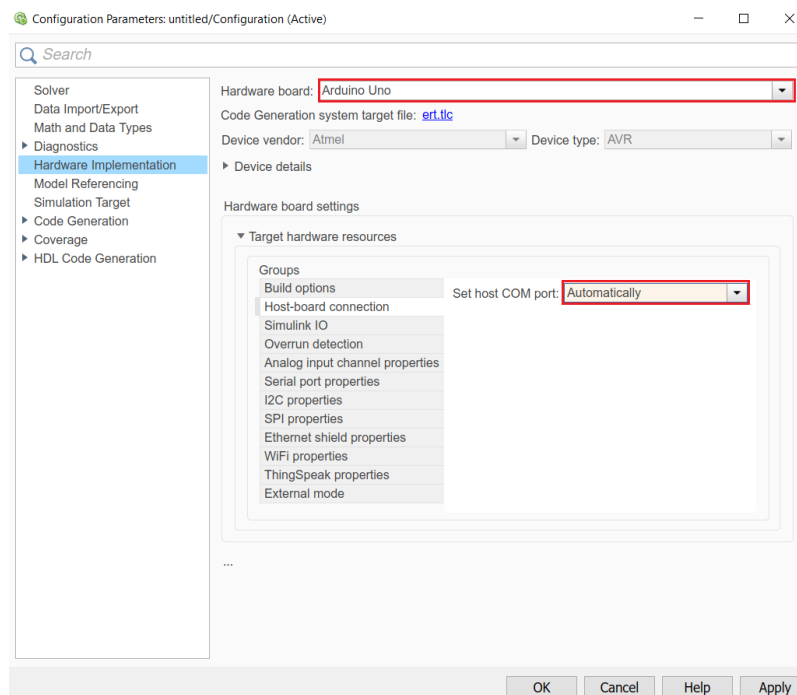 Configuration Parameters: untitled/Configuration (Active)
Search
Solver
Data Import/Export
Math and Data Types
Diagnostics
Hardware Implementation
Model Referencing
Simulation Target
Code Generation
Coverage
HDL Code Generation
Hardware board: Arduino Uno
Code Generation system target file: ert.tlc
Device vendor: Atmel Device type: AVR
Device details
Hardware board settings
Target hardware resources
Groups
Build options
Host-board connection
Simulink IO
Overrun detection
Analog input channel properties
Serial port properties
I2C properties
SPI properties
Ethernet shield properties
WiFi properties
ThingSpeak properties
External mode
Set host COM port: Automatically
...
OK Cancel Help Apply